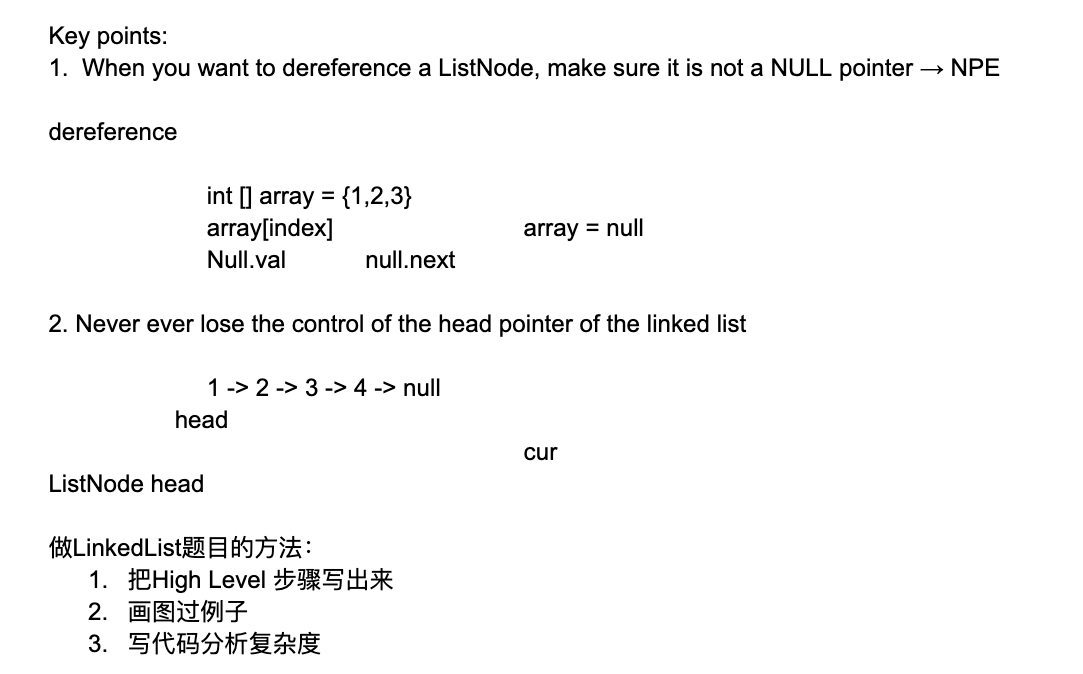 Key points:
1. When you want to dereference a ListNode, make sure it is not a NULL pointer → NPE
dereference
int [] array = {1,2,3}
array[index] array = null
Null.val null.next
2. Never ever lose the control of the head pointer of the linked list
1 -> 2 -> 3 -> 4 -> null
head
cur
ListNode head
做LinkedList题目的方法：
1. 把High Level 步骤写出来
2. 画图过例子
3. 写代码分析复杂度